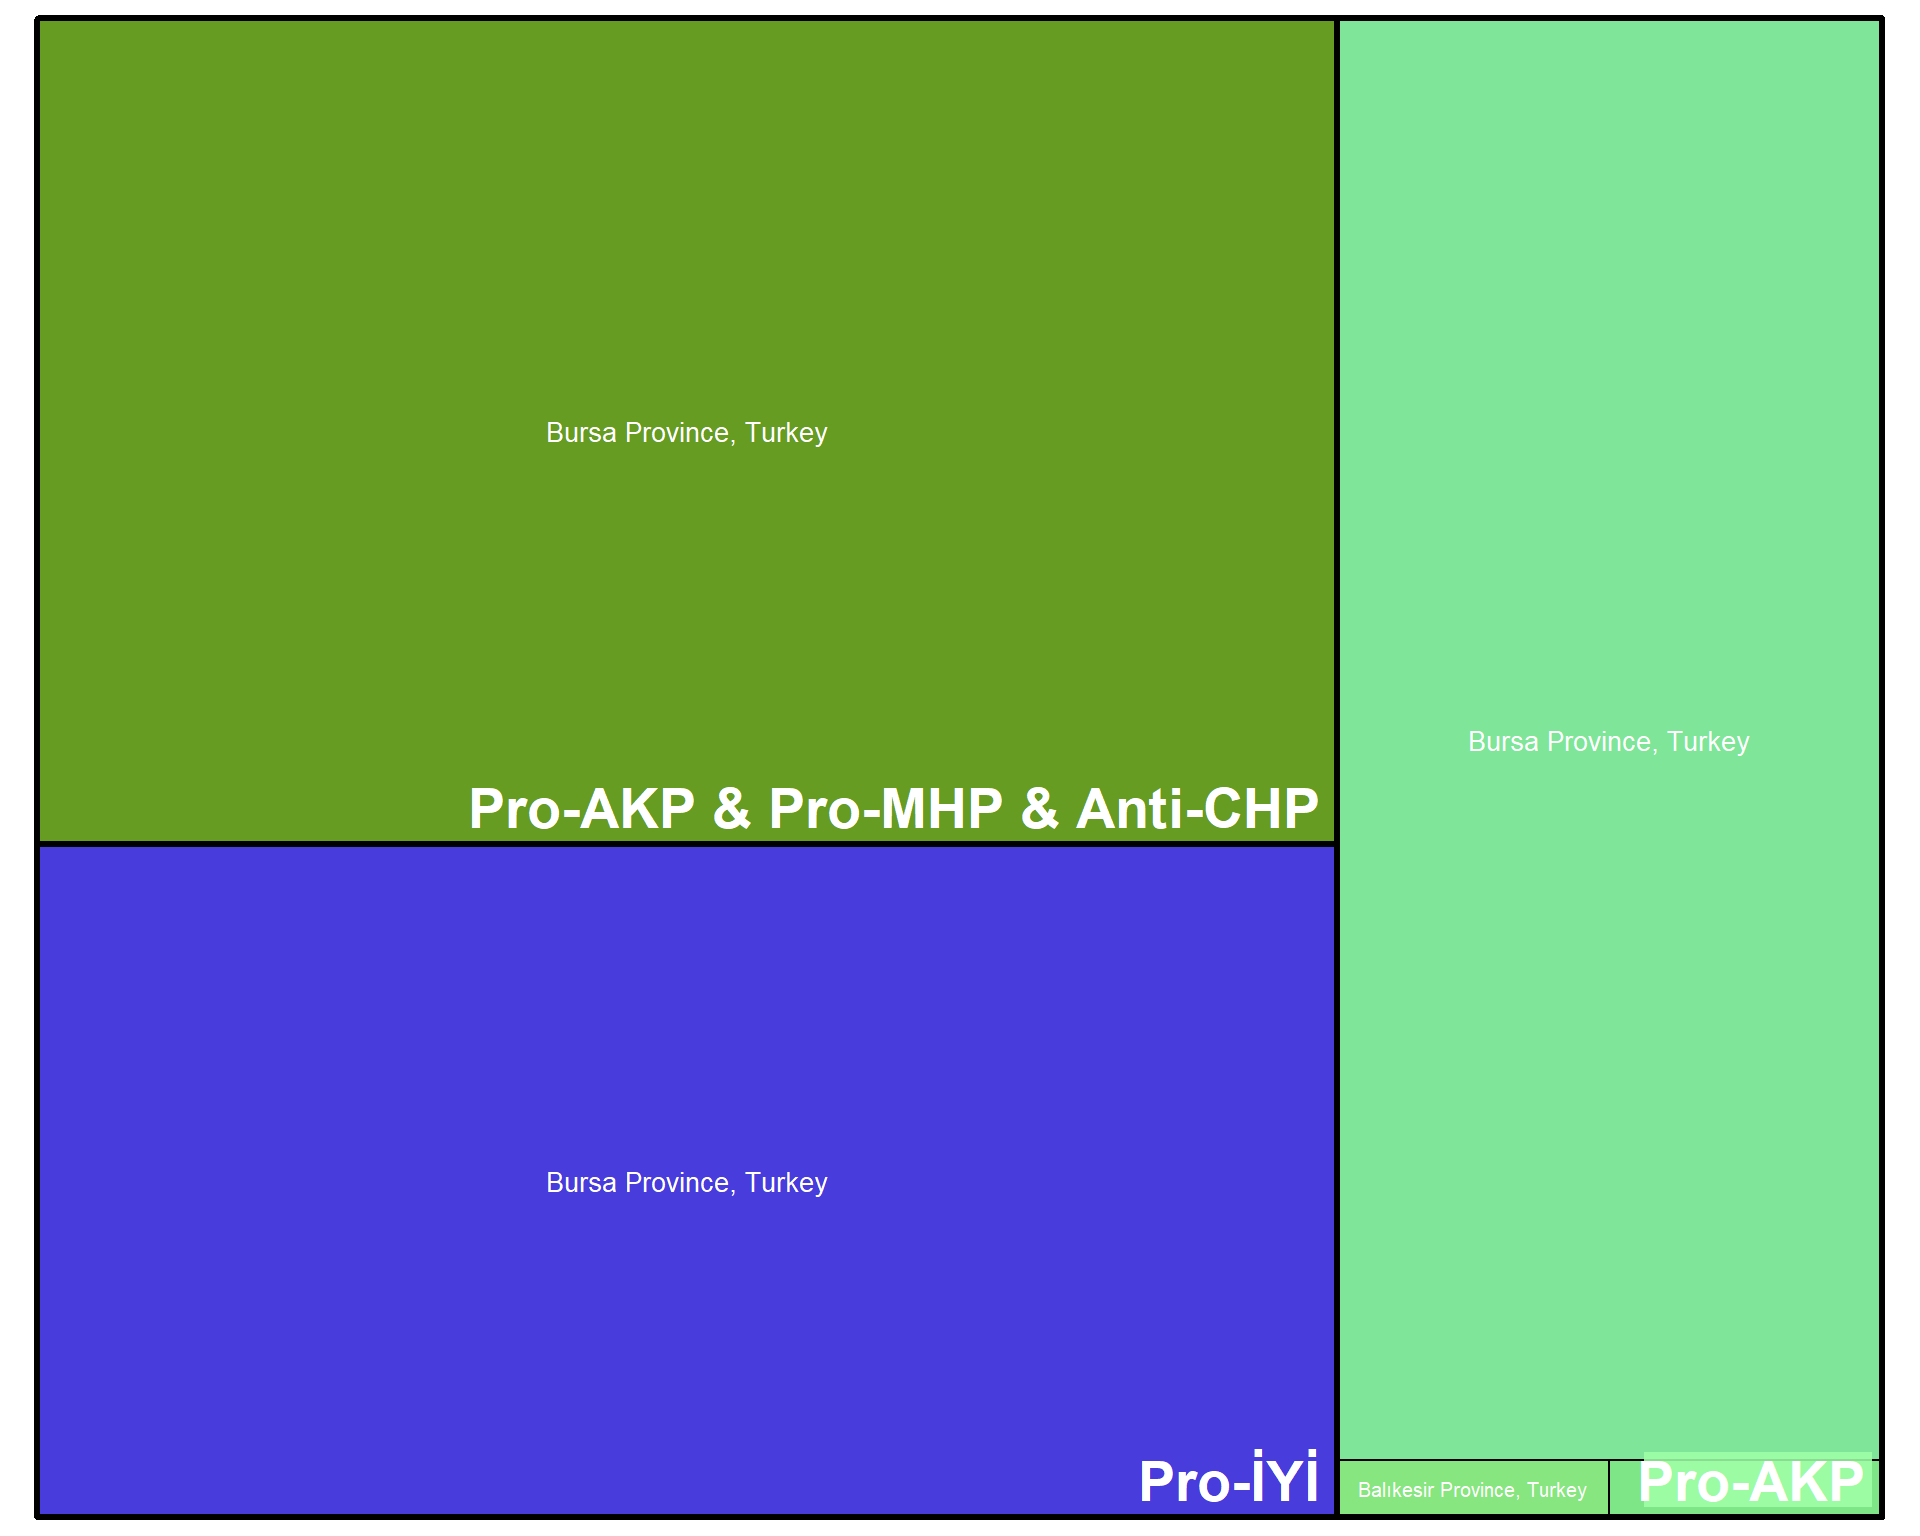 Bursa Province, Turkey
Pro-AKP & Pro-MHP & Anti-CHP
Bursa Province, Turkey
Pro-İYİ
Bursa Province, Turkey
Balıkesir Province, Turkey
Pro-AKP